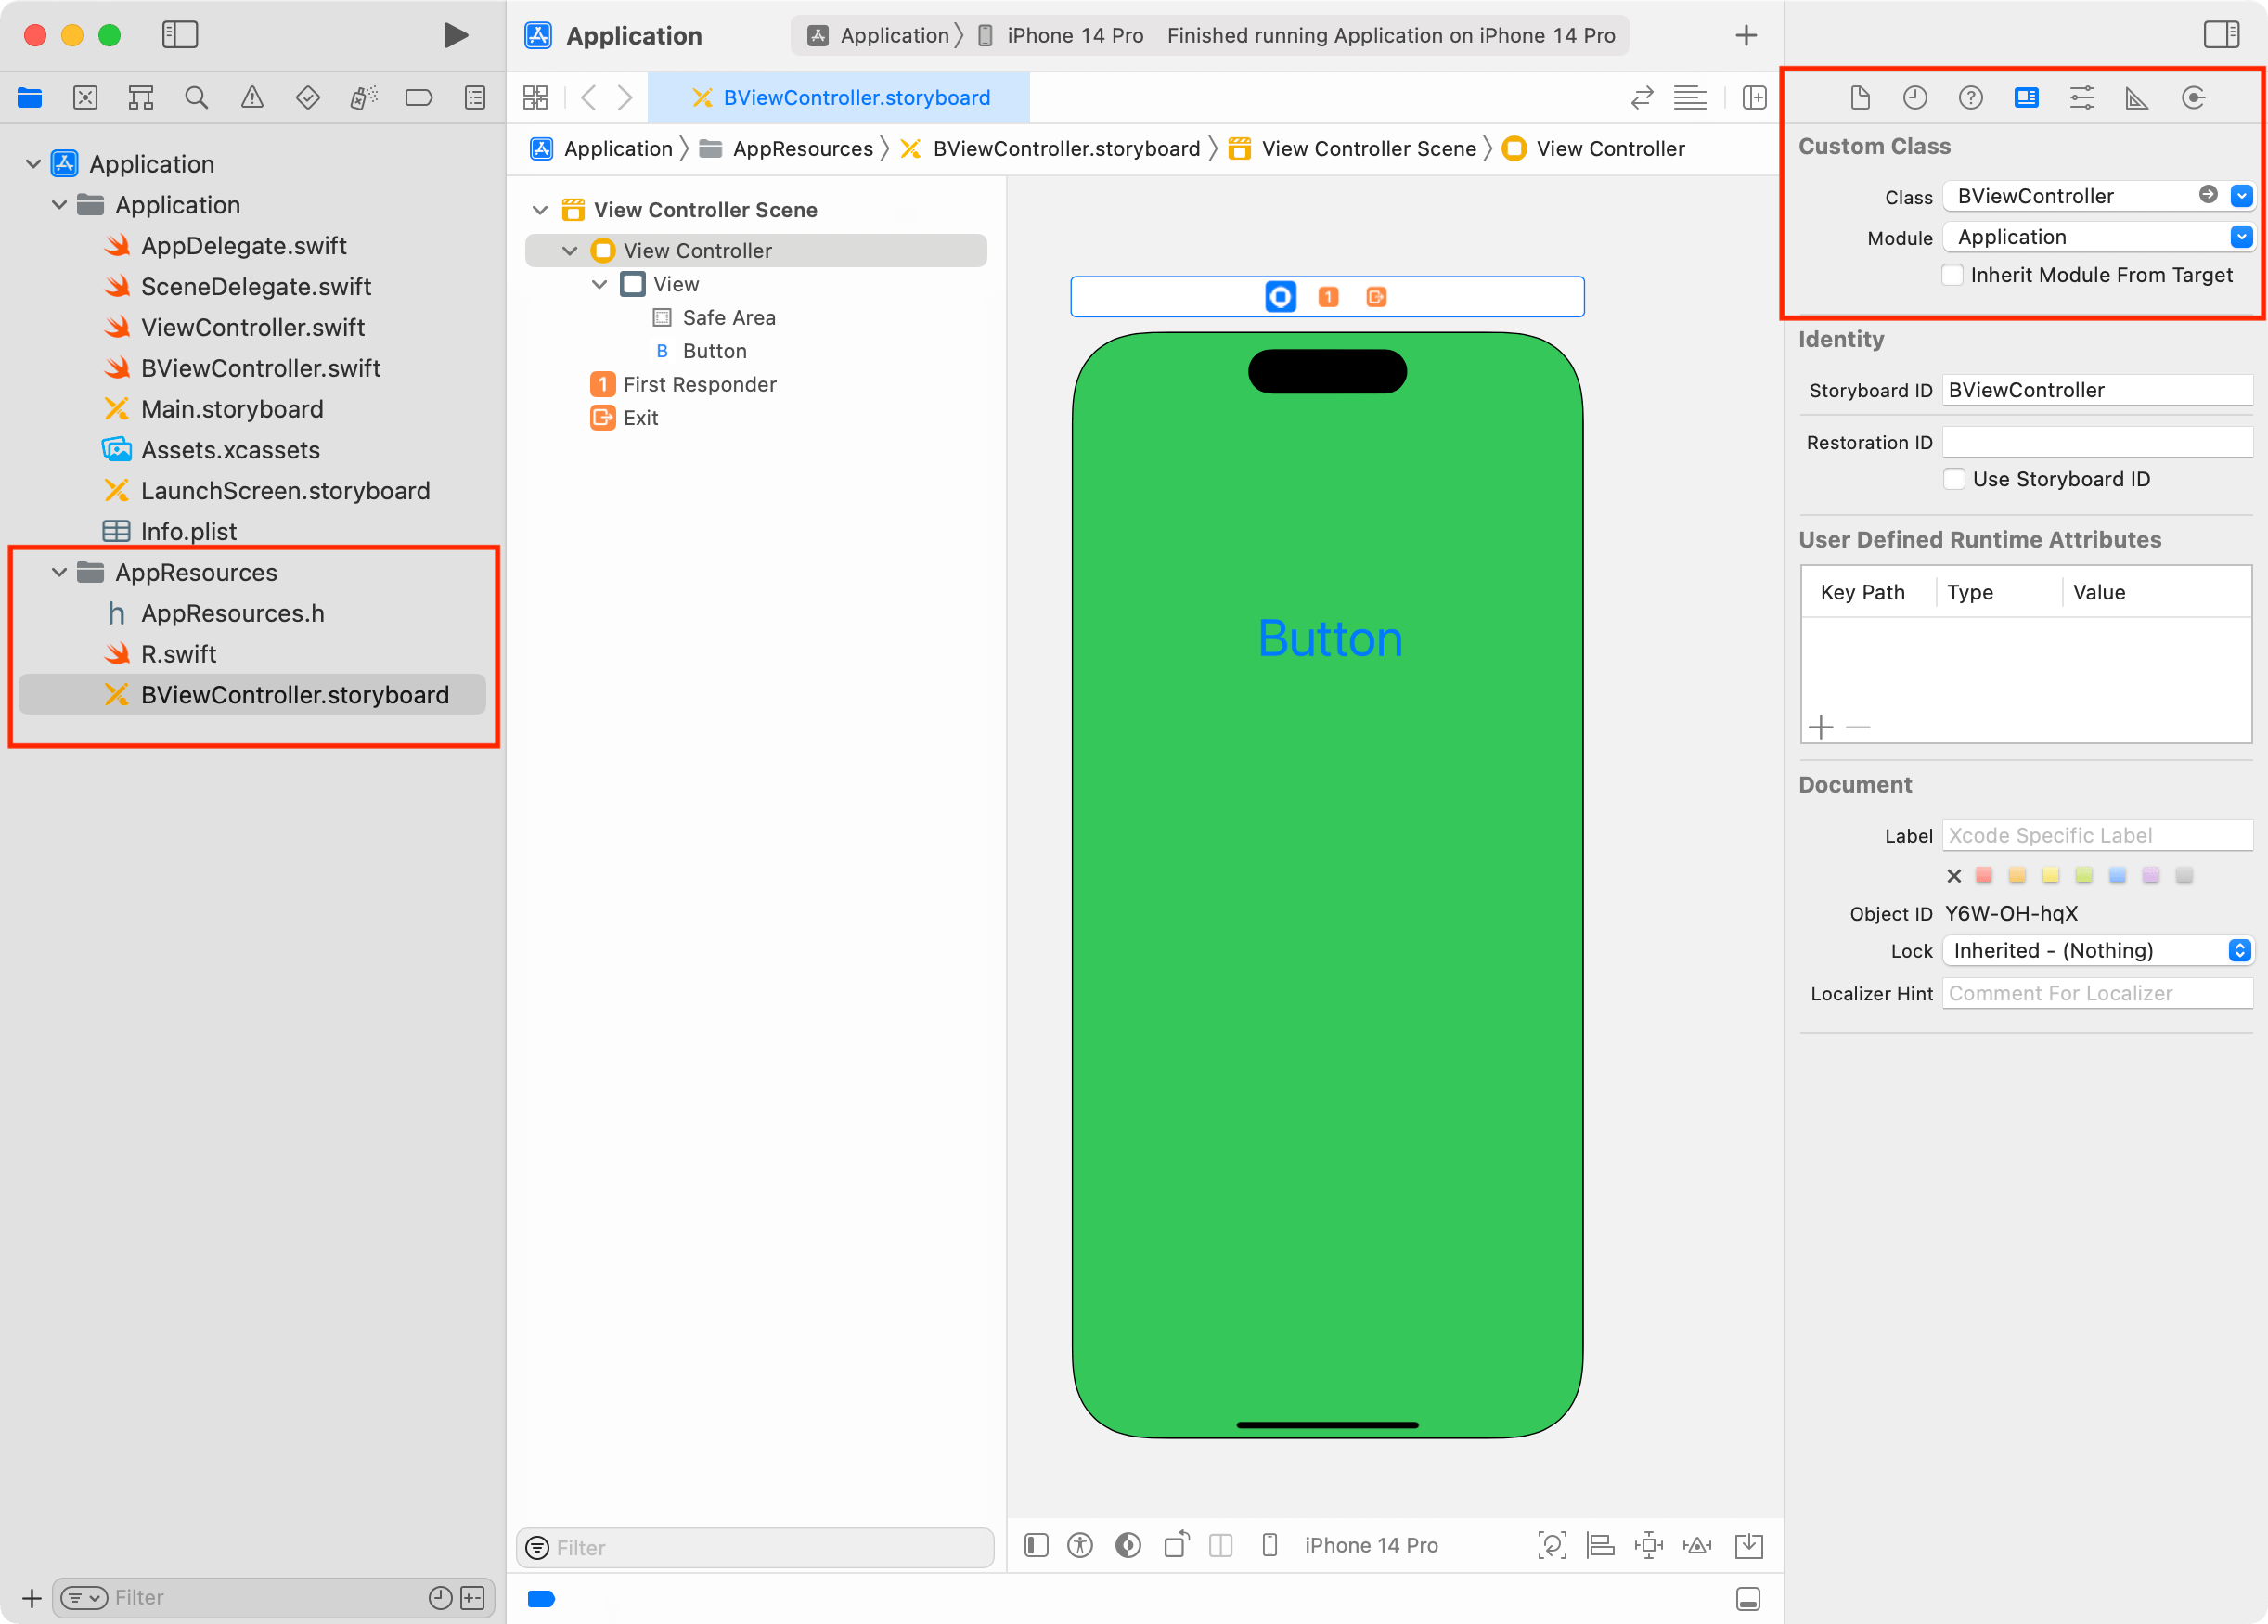 Application
Application
iPhone 14 Pro
Finished running Application on iPhone 14 Pro
BViewController.storyboard
Application
AppResources
BViewController.storyboard
View Controller Scene
View Controller
Application
Application
AppDelegate.swift
SceneDelegate.swift
ViewController.swift
BViewController.swift
Main.storyboard
Assets.xcassets
LaunchScreen.storyboard
Info.plist
AppResources
h AppResources.h
R.swift
BViewController.storyboard
Filter
View Controller Scene
View Controller
View
Safe Area
B Button
1 First Responder
Exit
Filter
1
Button
iPhone 14 Pro
Custom Class
Class BViewController
Module Application
Inherit Module From Target
Identity
Storyboard ID BViewController
Restoration ID
Use Storyboard ID
User Defined Runtime Attributes
Key Path Type Value
Document
Label Xcode Specific Label
Object ID Y6W-OH-hqX
Lock Inherited - (Nothing)
Localizer Hint Comment For Localizer